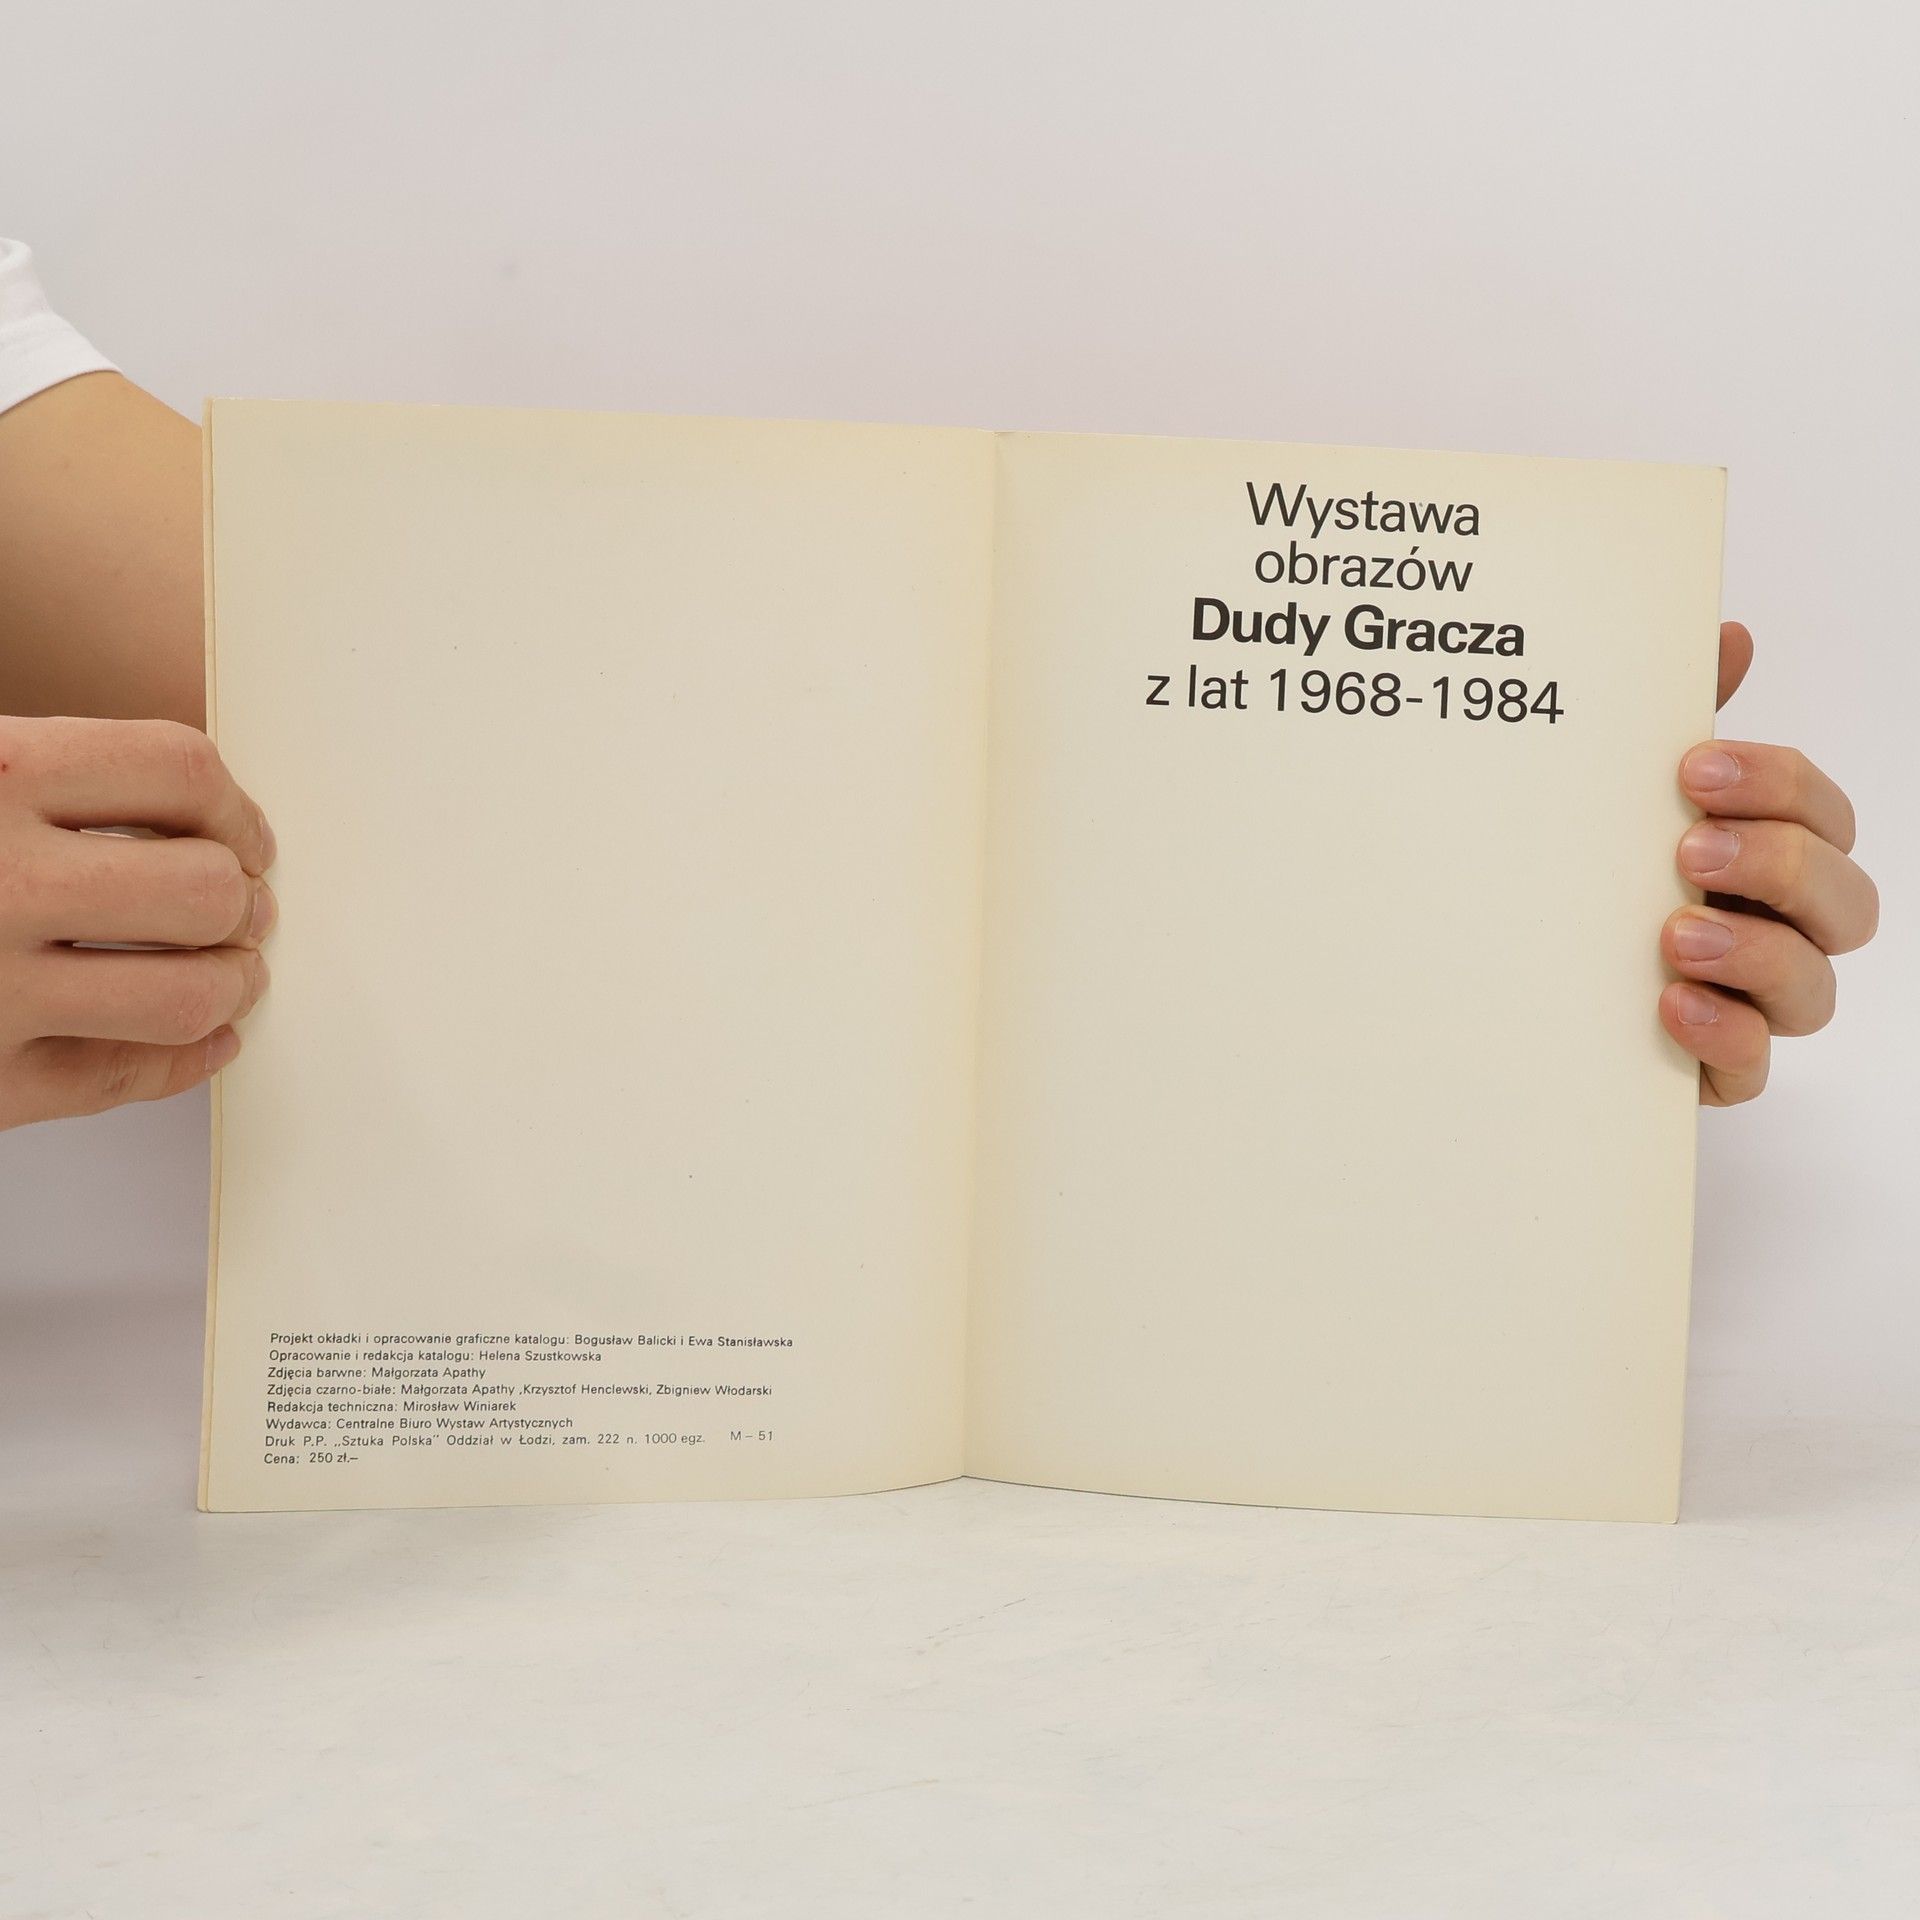 Projekt okładki i opracowanie graficzne katalogu: Bogusław Balicki i Ewa Stanisławska
Opracowanie i redakcja katalogu: Helena Szustkowska
Zdjęcia barwne: Małgorzata Apathy
Zdjęcia czarno-białe: Małgorzata Apathy ,Krzysztof Henclewski, Zbigniew Włodarski
Redakcja techniczna: Mirosław Winiarek
Wydawca: Centralne Biuro Wystaw Artystycznych
Druk P.P. „Sztuka Polska" Oddział w Łodzi, zam. 222 n. 1000 egz. M – 51
Cena: 250 zł.–
Wystawa
obrazów
Dudy Gracza
z lat 1968-1984